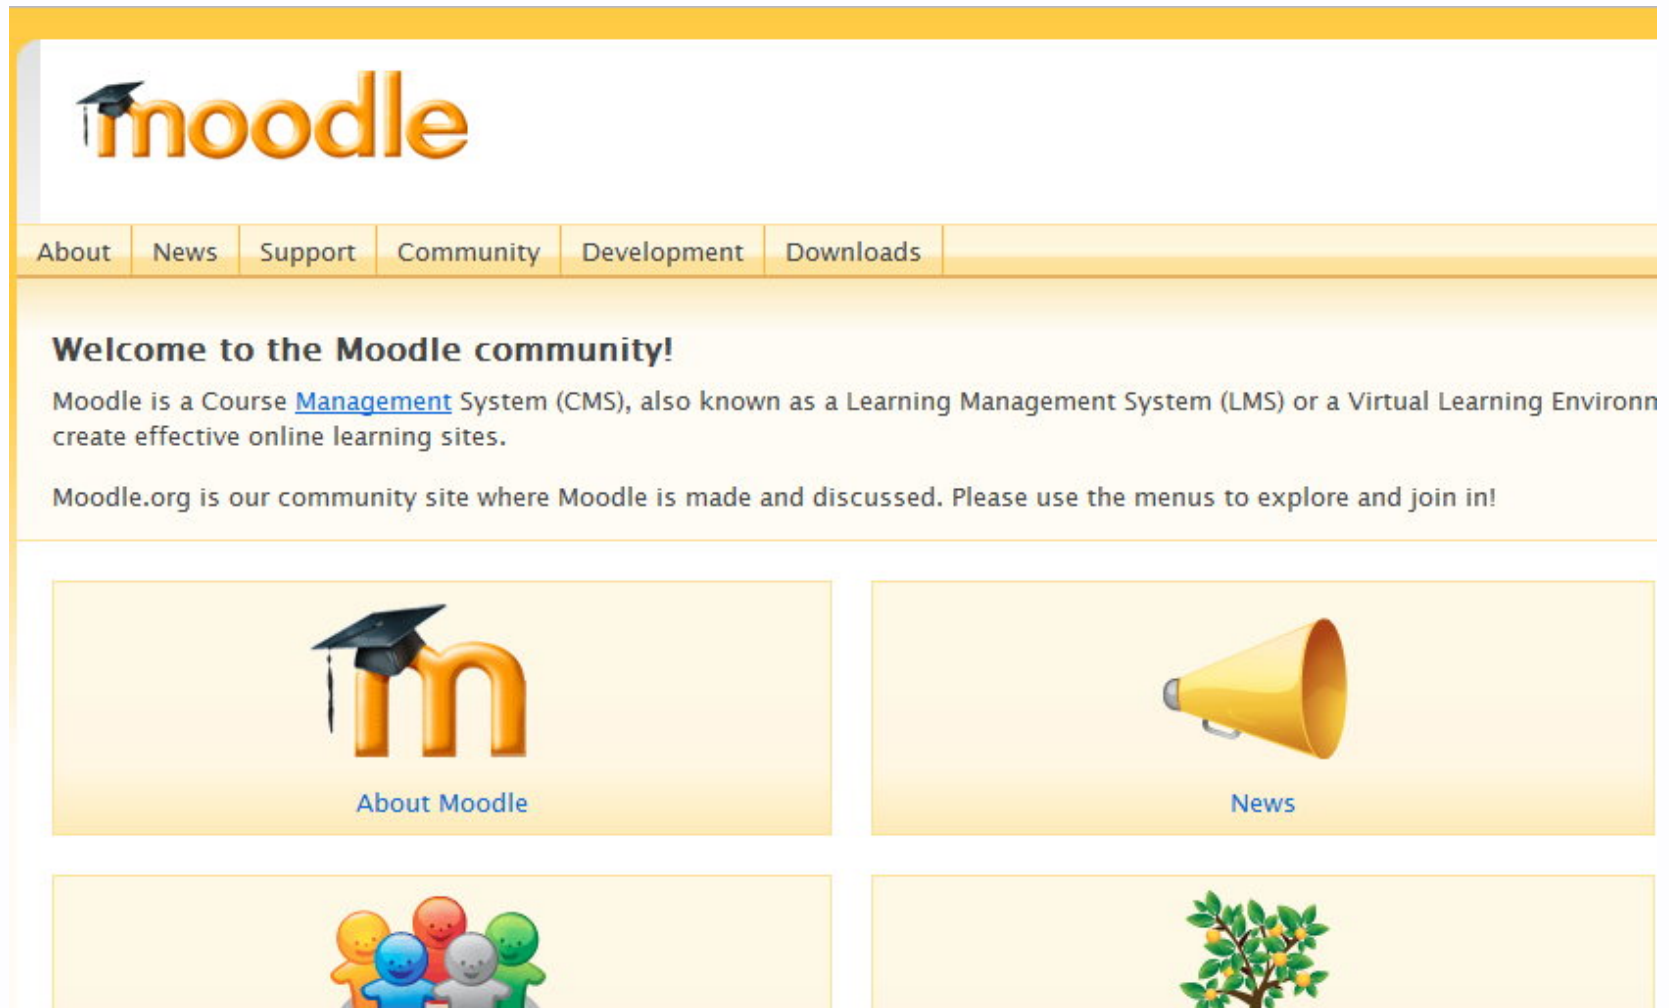 moodle
About News Support Community Development Downloads
Welcome to the Moodle community!
Moodle is a Course Management System (CMS), also known as a Learning Management System (LMS) or a Virtual Learning
create effective online learning sites.
Moodle.org is our community site where Moodle is made and discussed. Please use the menus to explore and join in!
m
About Moodle
News